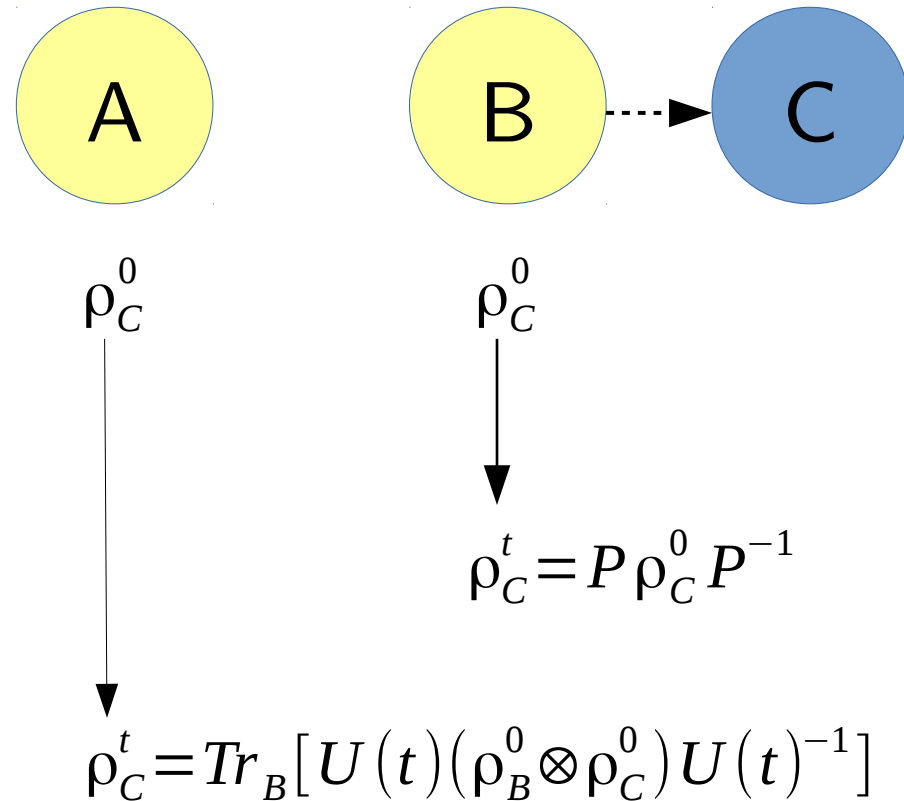 A B C
ρ_C^0 ρ_C^0
ρ_C^t = P ρ_C^0 P^{−1}
ρ_C^t = Tr_B [ U (t) (ρ_B^0 ⊗ ρ_C^0) U (t)^{−1} ]